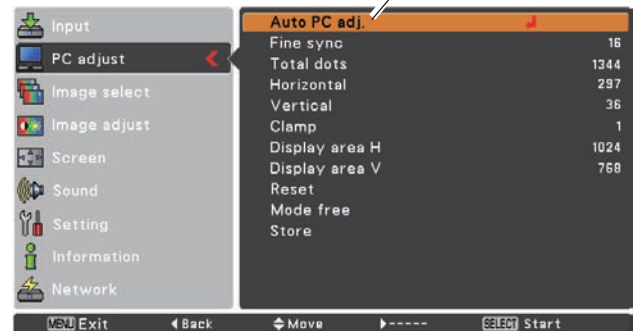 Input
PC adjust
Image select
Image adjust
Screen
Sound
Setting
Information
Network
Auto PC adj.
Fine sync 16
Total dots 1344
Horizontal 297
Vertical 36
Clamp 1
Display area H 1024
Display area V 768
Reset
Mode free
Store
MENU Exit ◀Back Move ▶----- SELECT Start